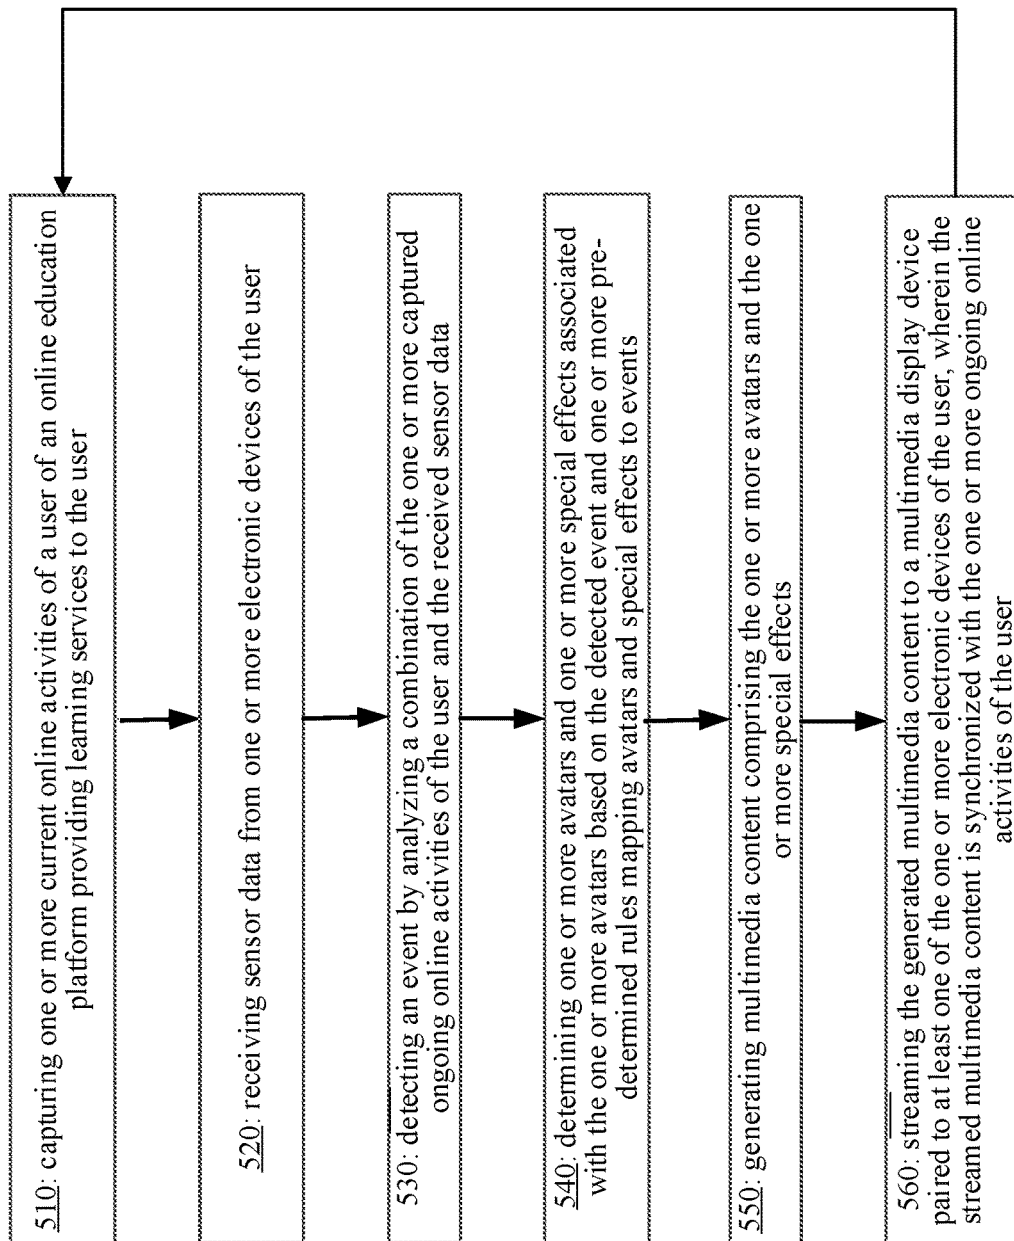 510: capturing one or more current online activities of a user of an online education
platform providing learning services to the user
520: receiving sensor data from one or more electronic devices of the user
530: detecting an event by analyzing a combination of the one or more captured
ongoing online activities of the user and the received sensor data
540: determining one or more avatars and one or more special effects associated
with the one or more avatars based on the detected event and one or more pre-
determined rules mapping avatars and special effects to events
550: generating multimedia content comprising the one or more avatars and the one
or more special effects
560: streaming the generated multimedia content to a multimedia display device
paired to at least one of the one or more electronic devices of the user, wherein the
streamed multimedia content is synchronized with the one or more ongoing online
activities of the user